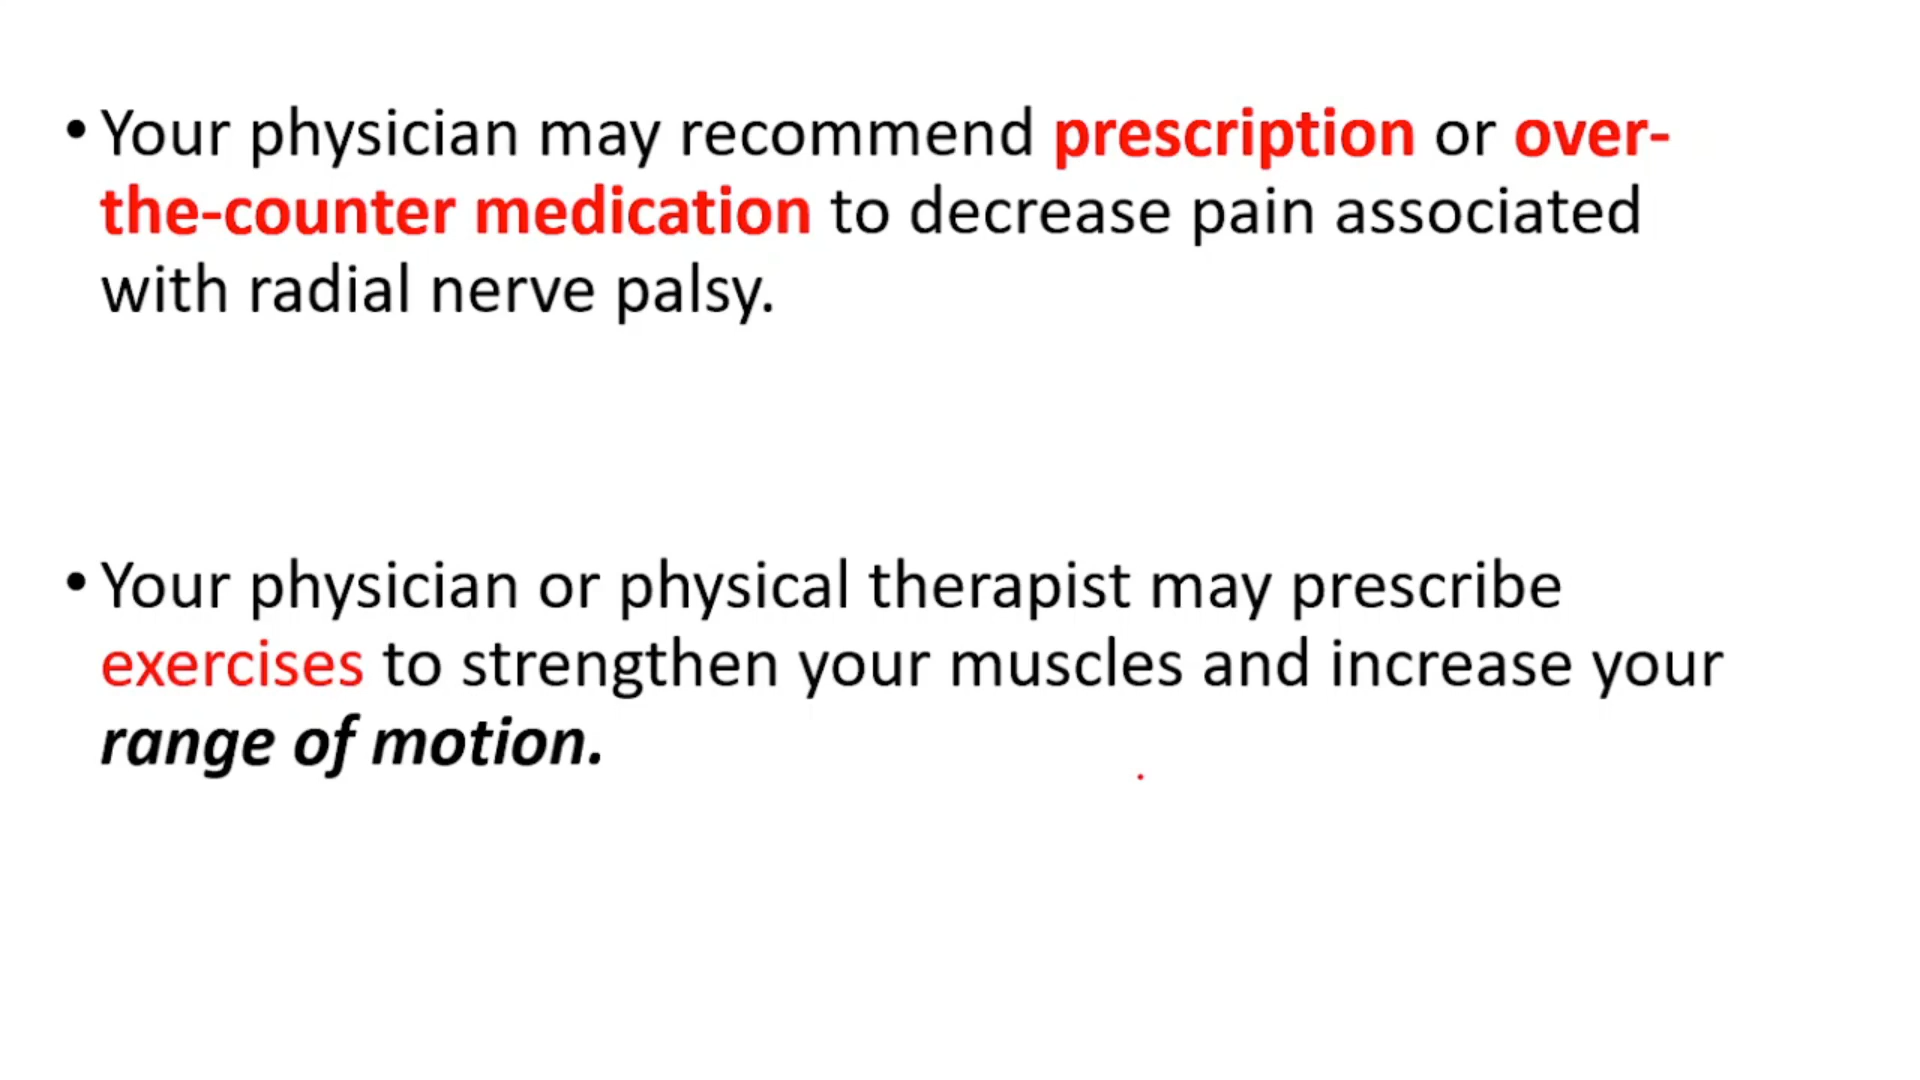 • Your physician may recommend prescription or over-
the-counter medication to decrease pain associated
with radial nerve palsy.
• Your physician or physical therapist may prescribe
exercises to strengthen your muscles and increase your
range of motion.